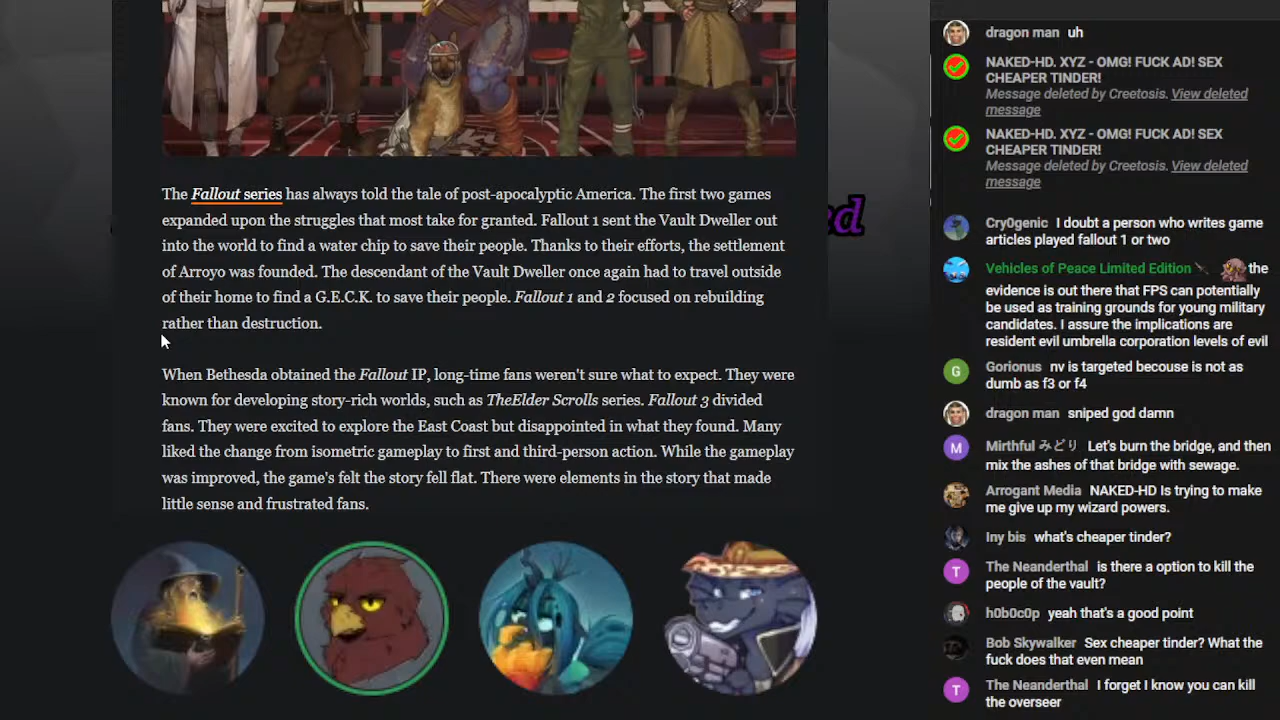 The Fallout series has always told the tale of post-apocalyptic America. The first two games
expanded upon the struggles that most take for granted. Fallout 1 sent the Vault Dweller out
into the world to find a water chip to save their people. Thanks to their efforts, the settlement
of Arroyo was founded. The descendant of the Vault Dweller once again had to travel outside
of their home to find a G.E.C.K. to save their people. Fallout 1 and 2 focused on rebuilding
rather than destruction.
When Bethesda obtained the Fallout IP, long-time fans weren't sure what to expect. They were
known for developing story-rich worlds, such as TheElder Scrolls series. Fallout 3 divided
fans. They were excited to explore the East Coast but disappointed in what they found. Many
liked the change from isometric gameplay to first and third-person action. While the gameplay
was improved, the game's felt the story fell flat. There were elements in the story that made
little sense and frustrated fans.
ed
dragon man uh
NAKED-HD. XYZ - OMG! FUCK AD! SEX
CHEAPER TINDER!
Message deleted by Creetosis. View deleted
message
NAKED-HD. XYZ - OMG! FUCK AD! SEX
CHEAPER TINDER!
Message deleted by Creetosis. View deleted
message
Cry0genic I doubt a person who writes game
articles played fallout 1 or two
Vehicles of Peace Limited Edition the
evidence is out there that FPS can potentially
be used as training grounds for young military
candidates. I assure the implications are
resident evil umbrella corporation levels of evil
G
Gorionus nv is targeted becouse is not as
dumb as f3 or f4
dragon man sniped god damn
M
Mirthful みどり Let's burn the bridge, and then
mix the ashes of that bridge with sewage.
Arrogant Media NAKED-HD Is trying to make
me give up my wizard powers.
Iny bis what's cheaper tinder?
T
The Neanderthal is there a option to kill the
people of the vault?
h0b0c0p yeah that's a good point
Bob Skywalker Sex cheaper tinder? What the
fuck does that even mean
T
The Neanderthal I forget I know you can kill
the overseer